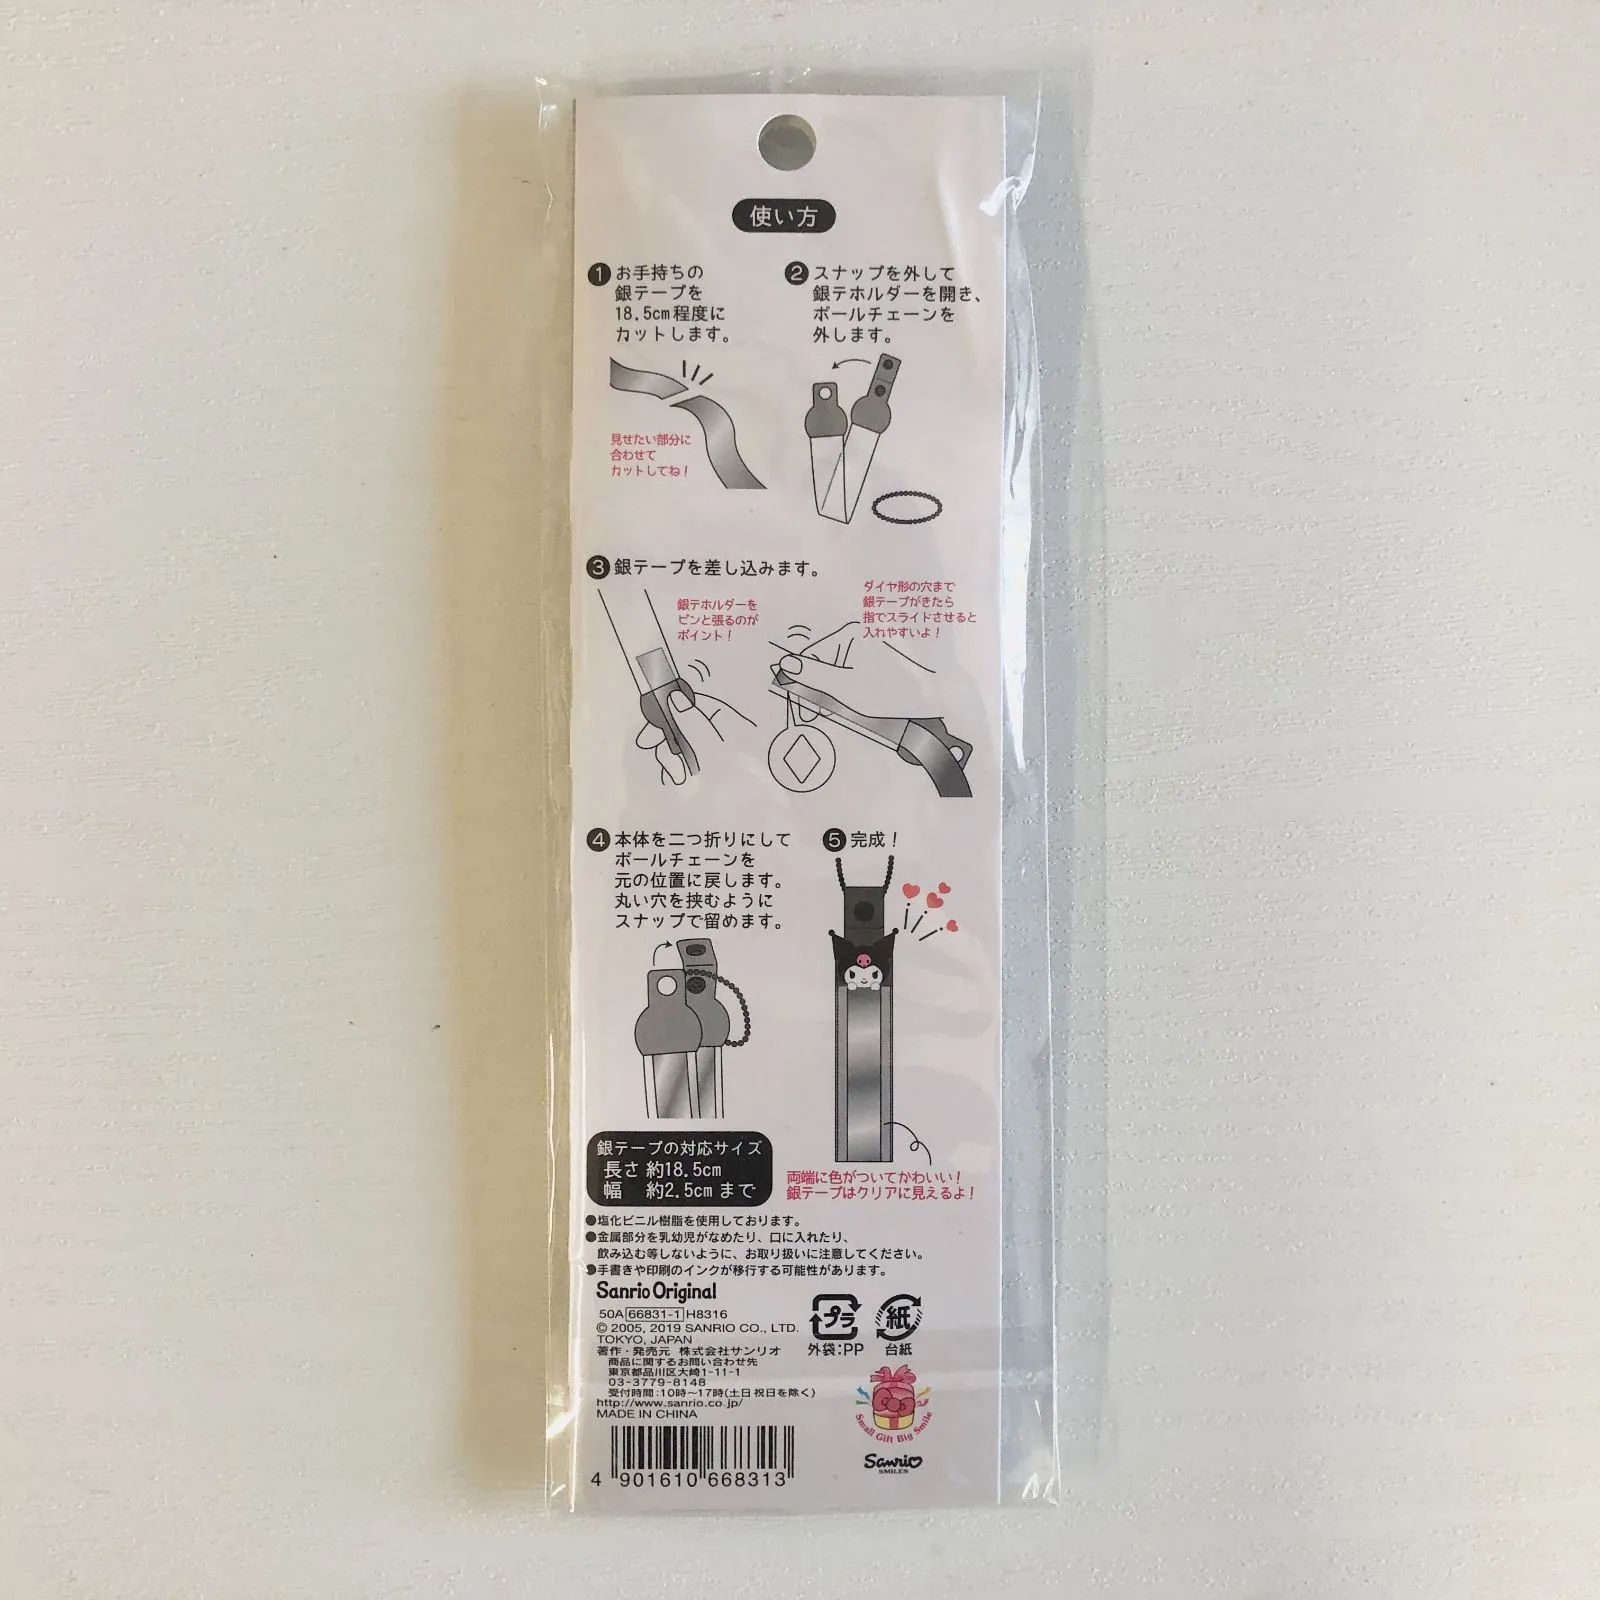 使い方
❶お手持ちの
銀テープを
18.5cm程度に
カットします。
見せたい部分に
合わせて
カットしてね！
❷スナップを外して
銀テホルダーを開き、
ボールチェーンを
外します。
❸銀テープを差し込みます。
銀テホルダーを
ピンと張るのが
ポイント！
ダイヤ形の穴まで
銀テープがきたら
指でスライドさせると
入れやすいよ！
❹本体を二つ折りにして
ボールチェーンを
元の位置に戻します。
丸い穴を挟むように
スナップで留めます。
❺完成！
両端に色がついてかわいい！
銀テープはクリアに見えるよ！
銀テープの対応サイズ
長さ 約18.5cm
幅 約2.5cm まで
●塩化ビニル樹脂を使用しております。
●金属部分を乳幼児がなめたり、口に入れたり、
飲み込む等しないように、お取り扱いに注意してください。
●手書きや印刷のインクが移行する可能性があります。
Sanrio Original
50A 66831-1 H8316
© 2005, 2019 SANRIO CO., LTD.
TOKYO, JAPAN
著作・発売元 株式会社サンリオ
商品に関するお問い合わせ先
東京都品川区大崎1-11-1
03-3779-8148
受付時間：10時～17時(土日祝日を除く)
http://www.sanrio.co.jp/
MADE IN CHINA
4 901610 668313
プラ
外袋：PP
紙
台紙
Small Gift Big Smile
Sanrio
SMILES